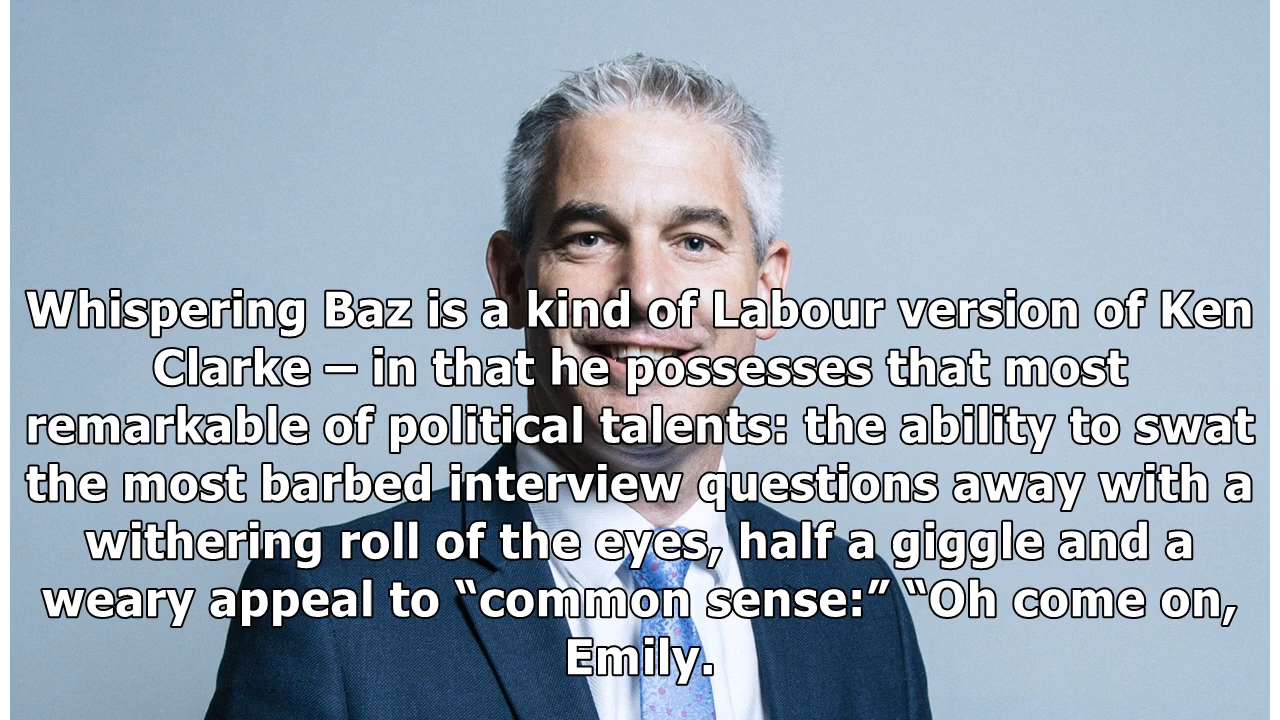 Whispering Baz is a kind of Labour version of Ken
Clarke – in that he possesses that most
remarkable of political talents: the ability to swat
the most barbed interview questions away with a
withering roll of the eyes, half a giggle and a
weary appeal to “common sense:” “Oh come on,
Emily.